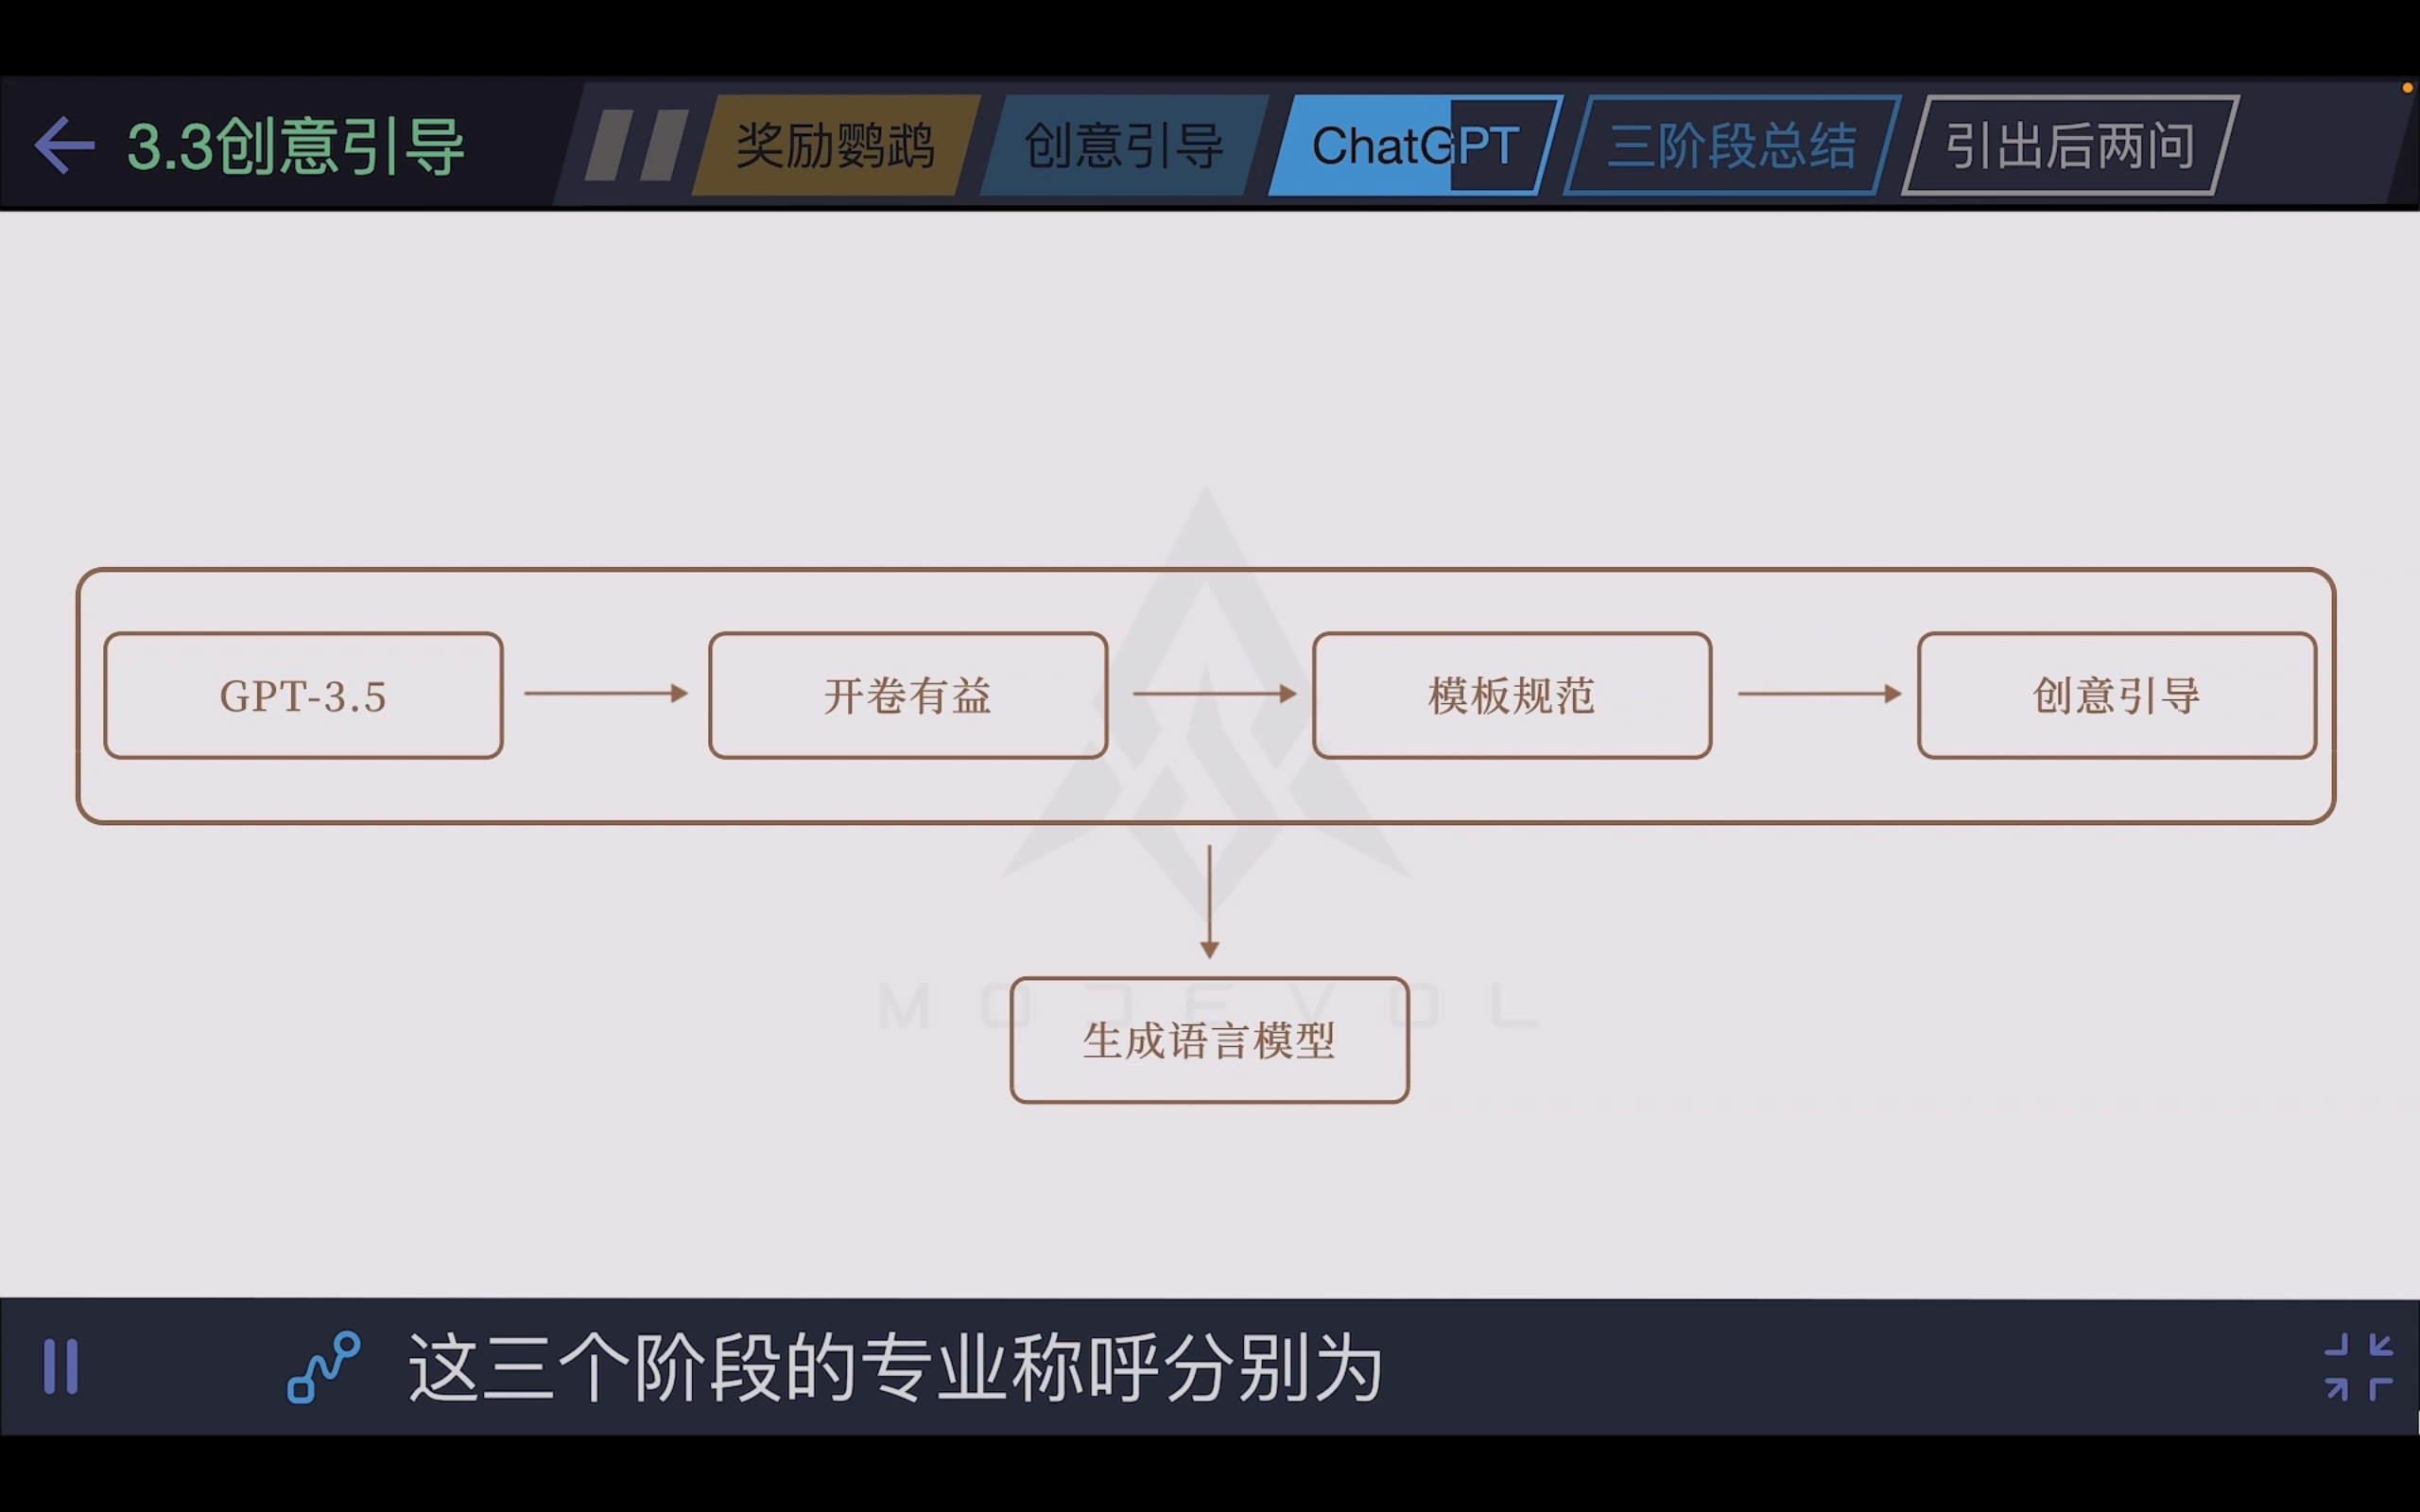 3.3创意引导
奖励鹦鹉
创意引导
ChatGPT
三阶段总结
引出后两问
GPT-3.5
开卷有益
模板规范
创意引导
MODEVOL
生成语言模型
这三个阶段的专业称呼分别为